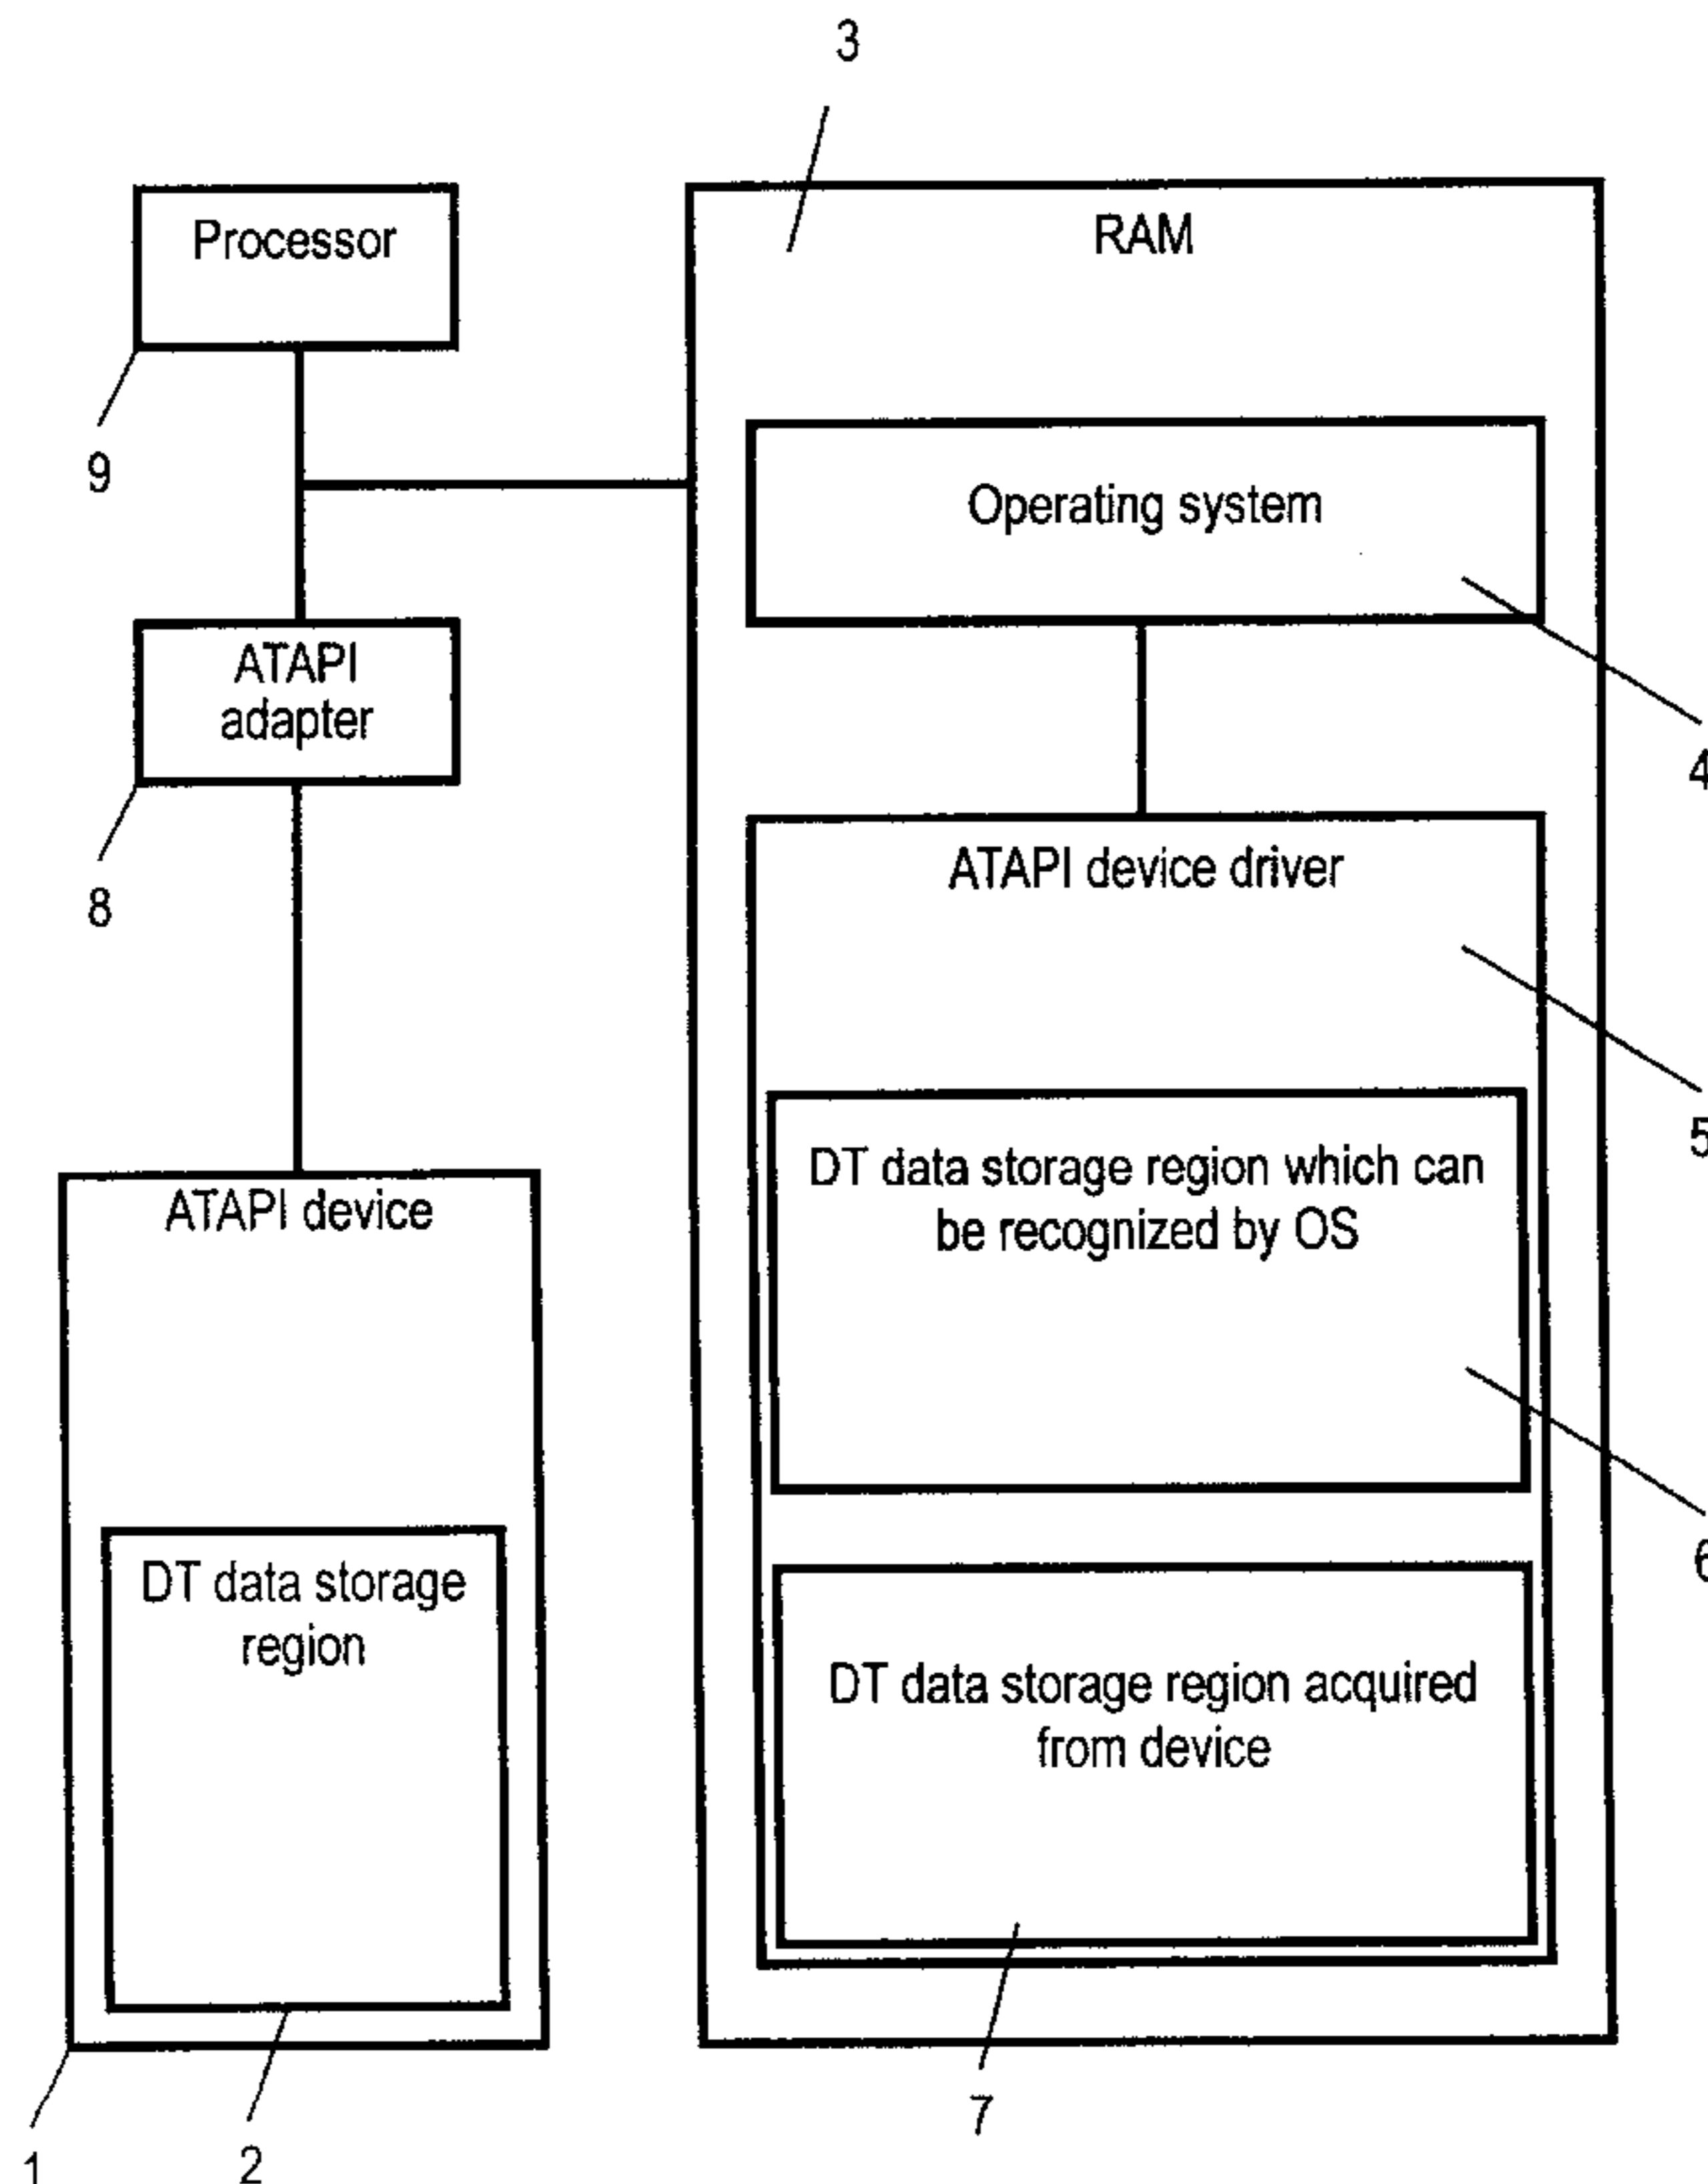 3
Processor
RAM
9
Operating system
ATAPI
adapter
4
8
ATAPI device driver
5
DT data storage region which can
be recognized by OS
ATAPI device
6
DT data storage
region
DT data storage region acquired
from device
7
1
2